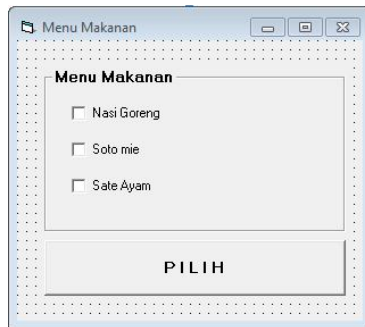 Menu Makanan
Menu Makanan
Nasi Goreng
Soto mie
Sate Ayam
PILIH